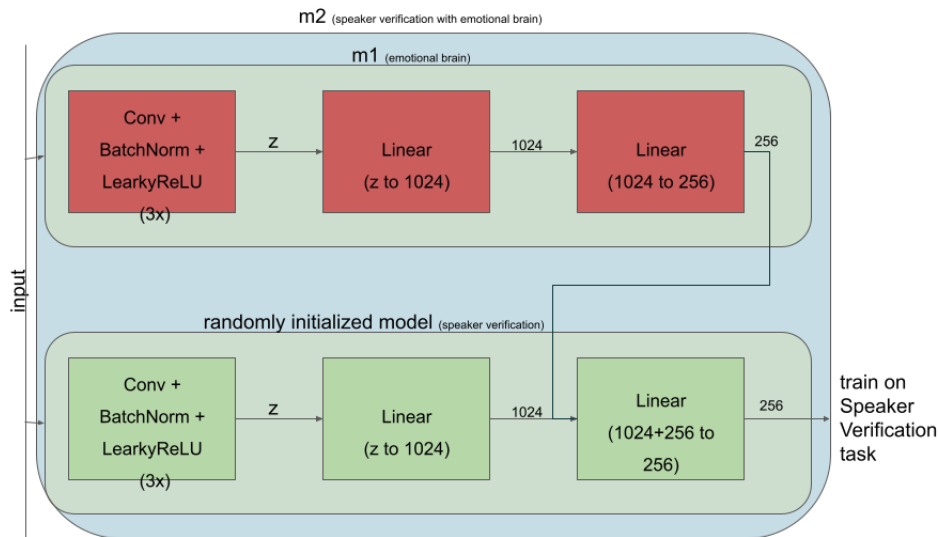 m2 (speaker verification with emotional brain)
m1 (emotional brain)
Conv +
BatchNorm +
LearkyReLU
(3x)
z
Linear
(z to 1024)
1024
Linear
(1024 to 256)
256
input
randomly initialized model (speaker verification)
Conv +
BatchNorm +
LearkyReLU
(3x)
z
Linear
(z to 1024)
1024
Linear
(1024+256 to
256)
256
train on
Speaker
Verification
task